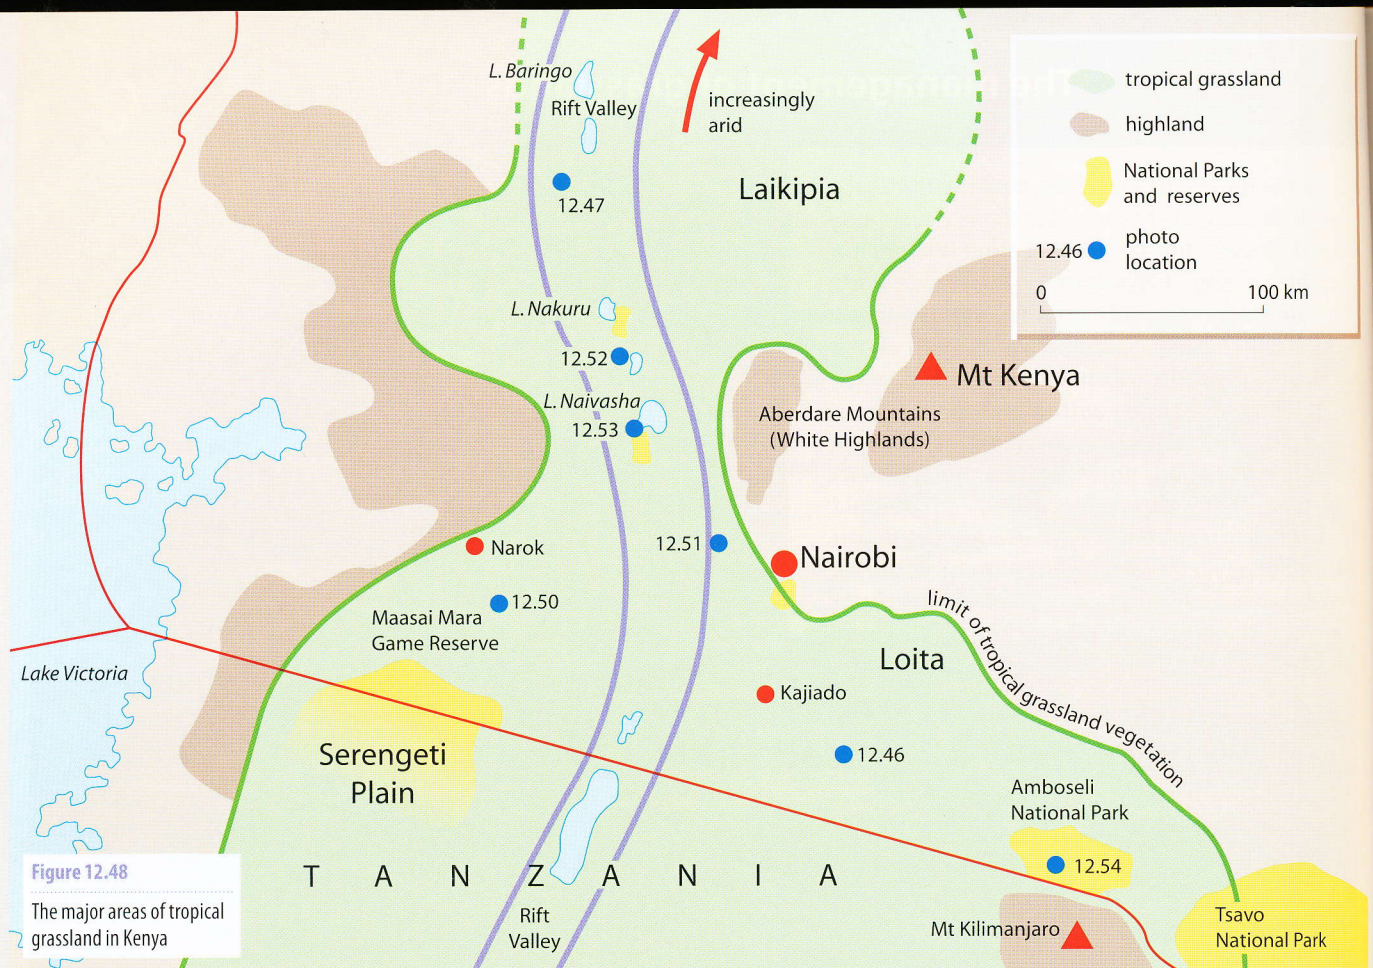 L. Baringo
Rift Valley
increasingly
arid
tropical grassland
highland
National Parks
and reserves
12.46
photo
location
0 100 km
12.47
Laikipia
L. Nakuru
12.52
L. Naivasha
12.53
Mt Kenya
Aberdare Mountains
(White Highlands)
12.51
Narok
Nairobi
12.50
Maasai Mara
Game Reserve
limit of tropical grassland vegetation
Loita
Lake Victoria
Kajiado
Serengeti
Plain
12.46
Amboseli
National Park
12.54
TANZANIA
Figure 12.48
The major areas of tropical
grassland in Kenya
Rift
Valley
Mt Kilimanjaro
Tsavo
National Park